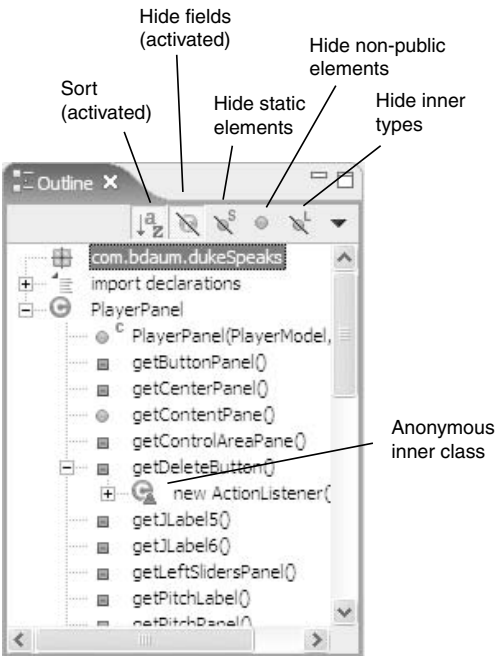 Hide fields
(activated)
Hide non-public
elements
Sort
(activated)
Hide static
elements
Hide inner
types
Outline
com.bdaum.dukeSpeaks
import declarations
PlayerPanel
PlayerPanel(PlayerModel,
getButtonPanel()
getCenterPanel()
getContentPane()
getControlAreaPane()
getDeleteButton()
Anonymous
inner class
new ActionListener(
getJLabel5()
getJLabel6()
getLeftSlidersPanel()
getPitchLabel()
getPitchPanel()